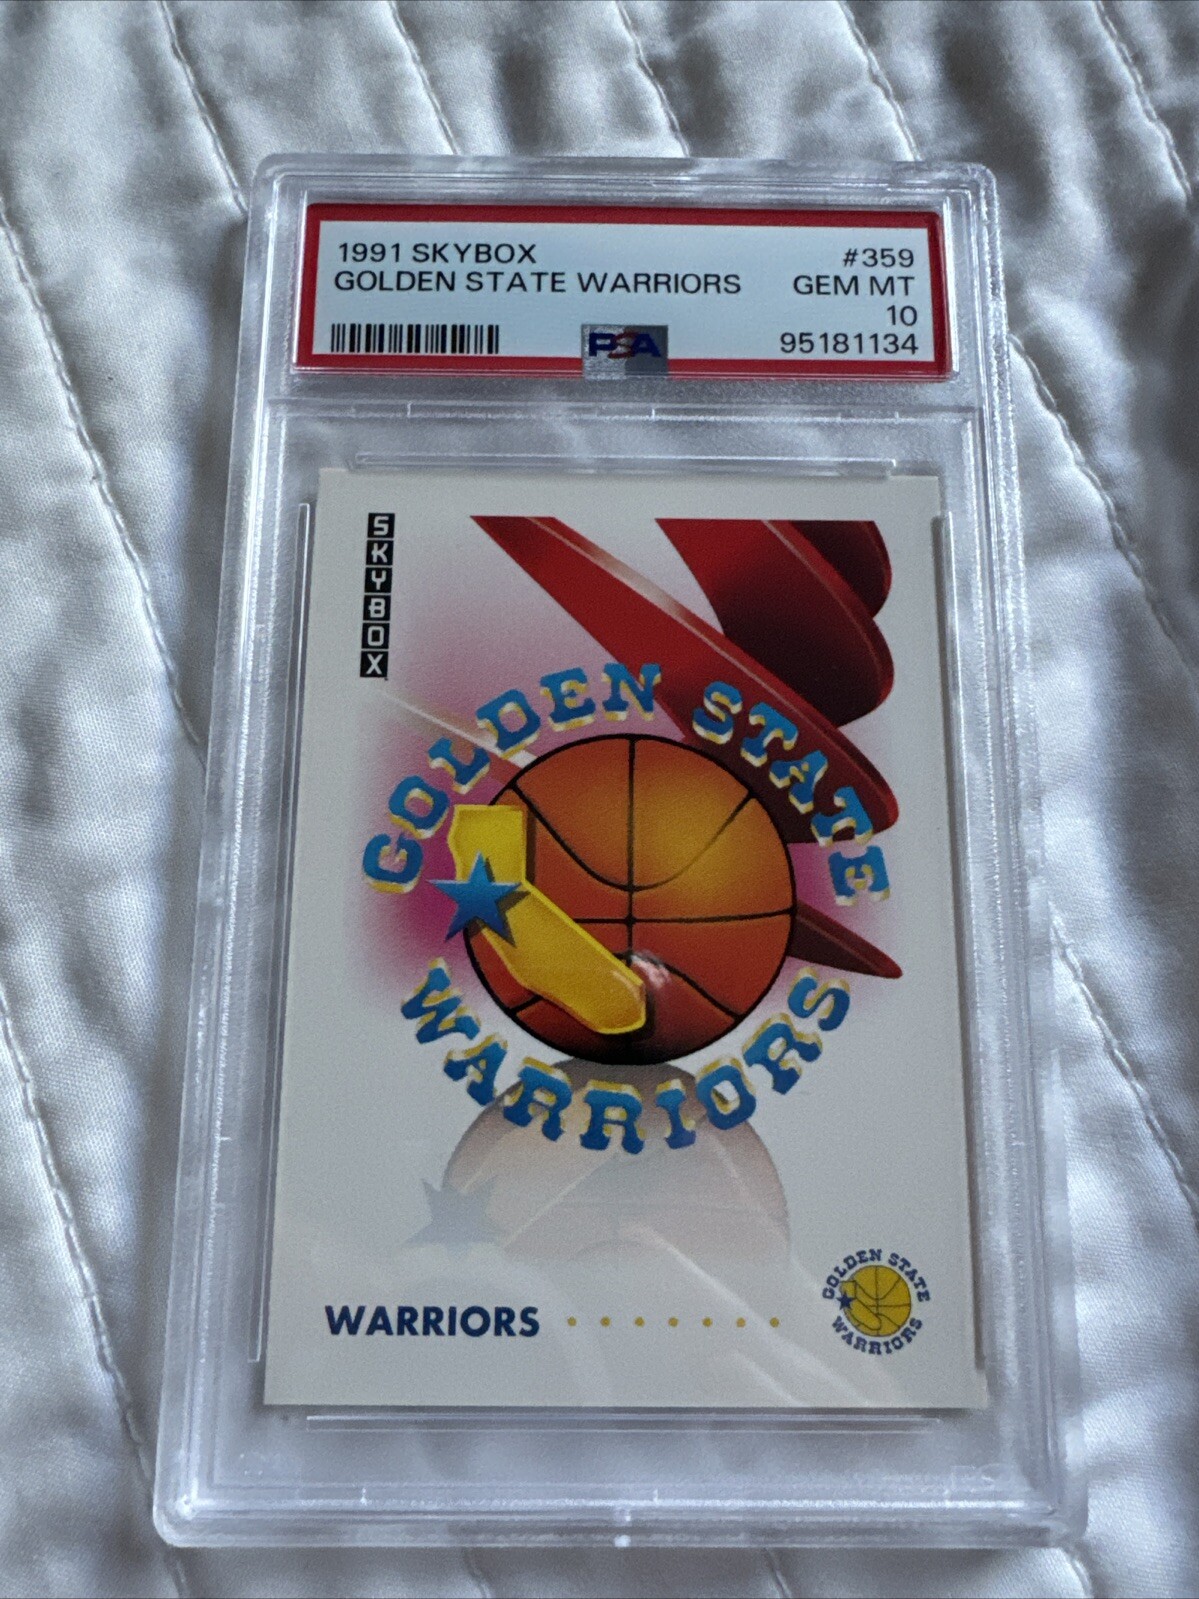 1991 SKYBOX
#359
GOLDEN STATE WARRIORS
GEM MT
10
PSA
95181134
SKYBOX
GOLDEN STATE
WARRIORS
WARRIORS
GOLDEN STATE
WARRIORS